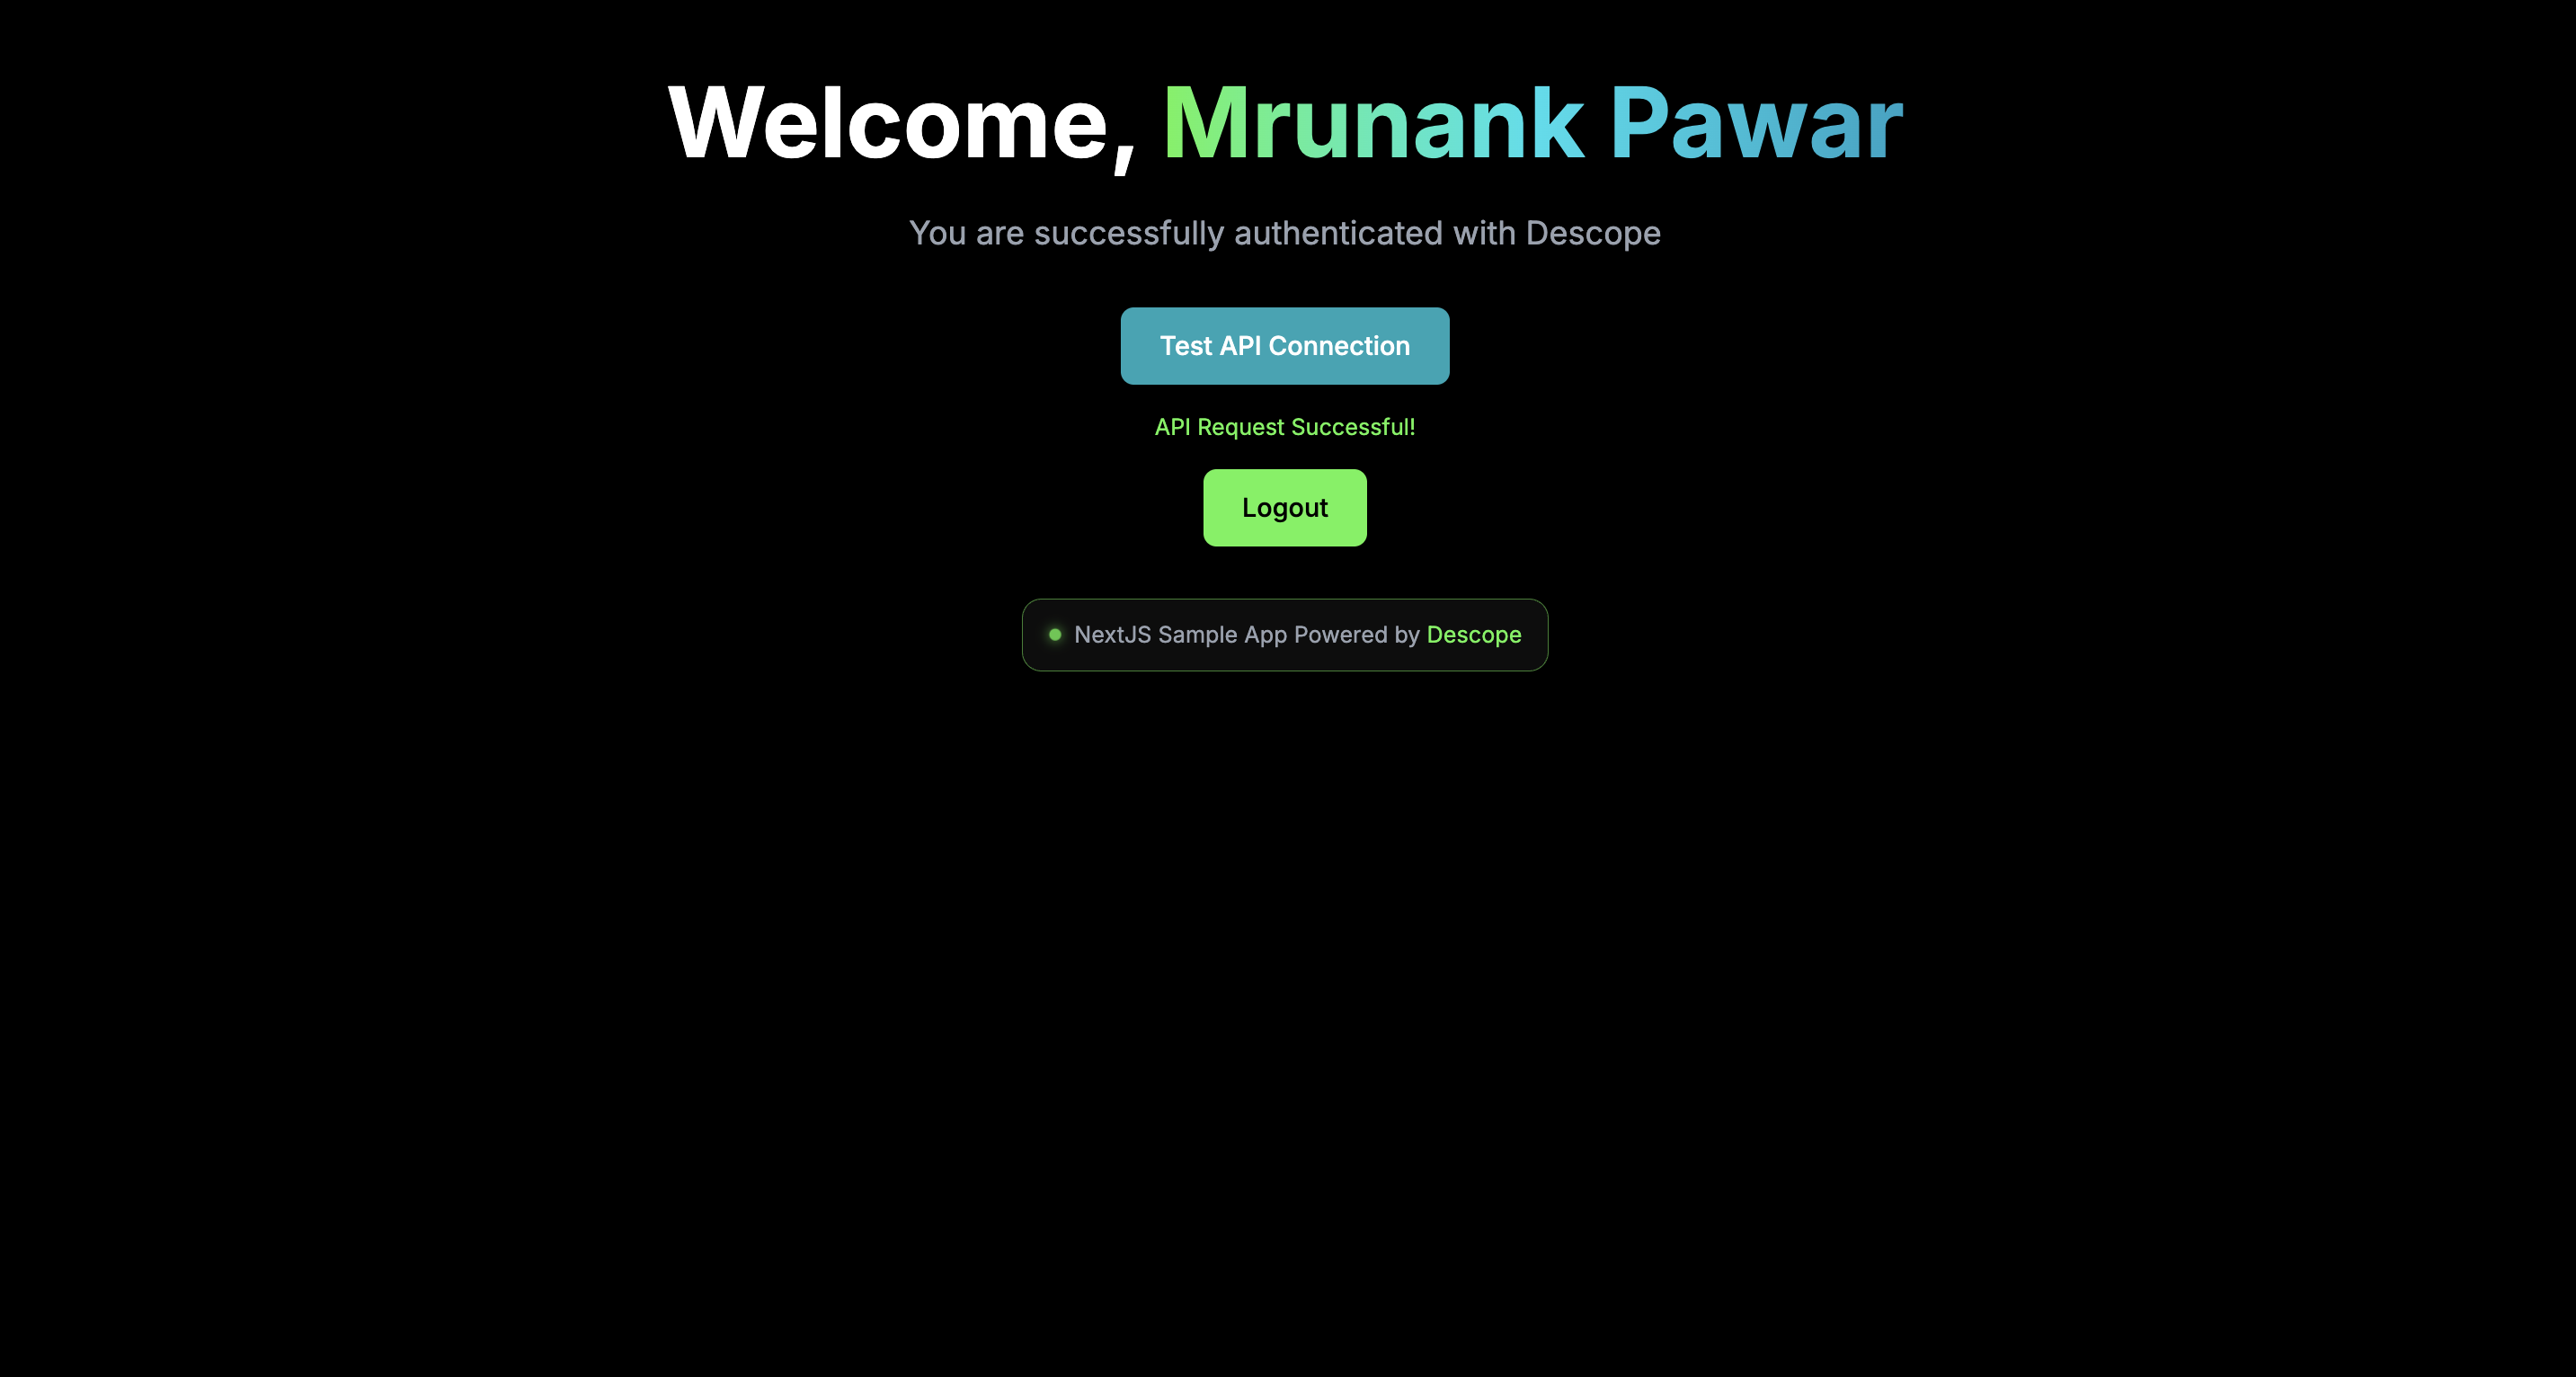 Welcome, Mrunank Pawar
You are successfully authenticated with Descope
Test API Connection
API Request Successful!
Logout
NextJS Sample App Powered by Descope